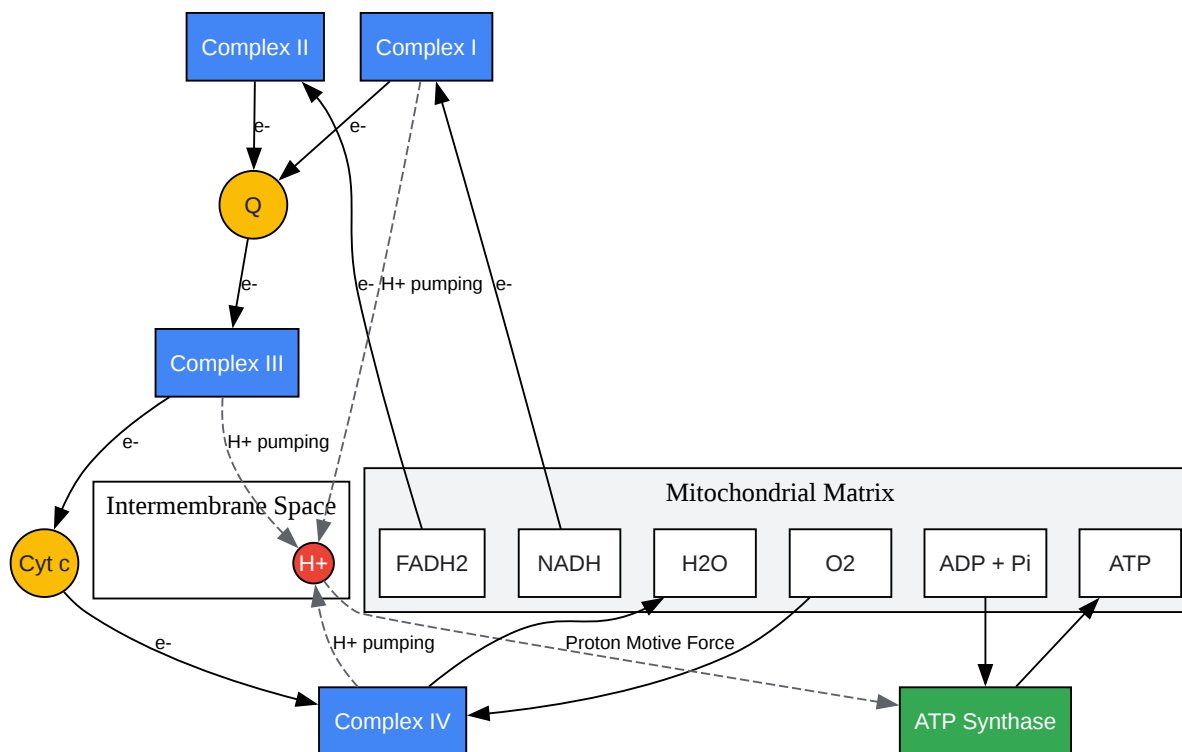 Complex II
Complex I
e-
e-
Q
e-
e-
H+ pumping
e-
Complex III
e-
H+ pumping
Intermembrane Space
Mitochondrial Matrix
Cyt c
H+
FADH2
NADH
H2O
O2
ADP + Pi
ATP
e-
H+ pumping
Proton Motive Force
Complex IV
ATP Synthase